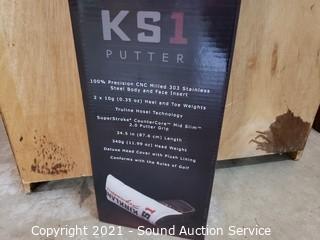 KS1
PUTTER
100% Precision CNC Milled 303 Stainless
Steel Body and Face Insert
2 x 10g (0.35 oz) Heel and Toe Weights
Truline Hosel Technology
SuperStroke® CounterCore™ Mid Slim™
2.0 Putter Grip
34.5 in (87.6 cm) Length
340g (11.99 oz) Head Weight
Deluxe Head Cover with Plush Lining
Conforms with the Rules of Golf
KS1
Copyright 2021 - Sound Auction Service